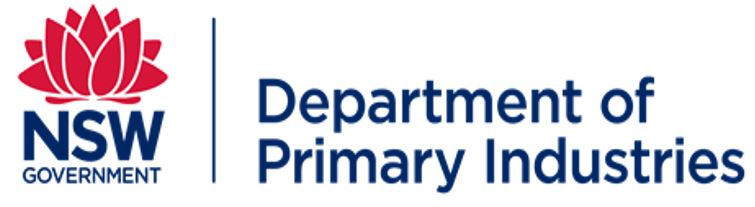 NSW
GOVERNMENT
Department of
Primary Industries